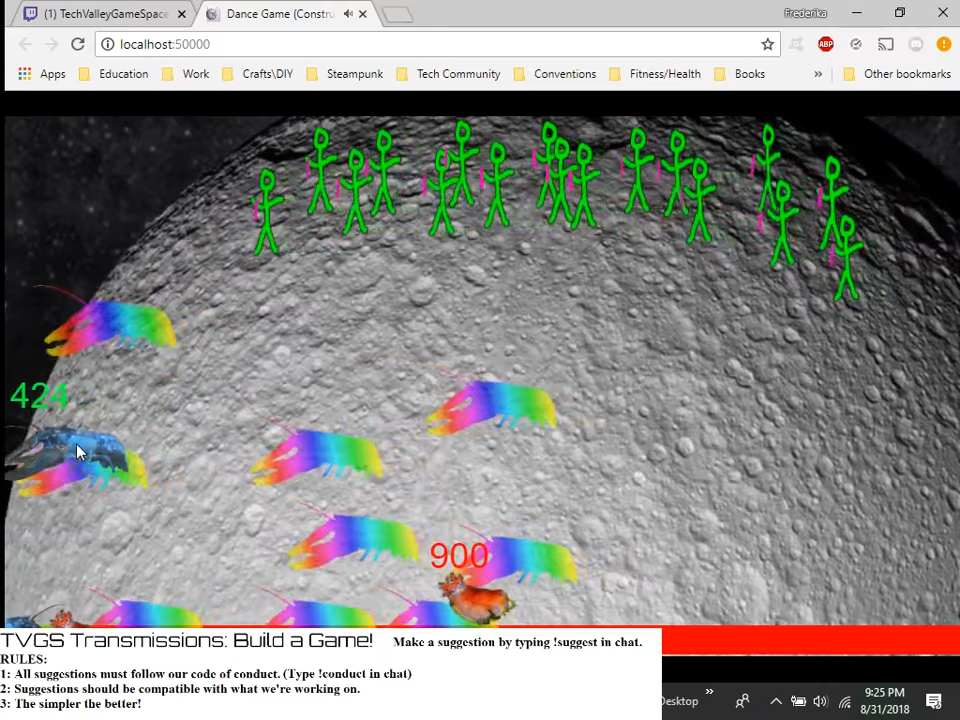 (1) TechValleyGameSpace
Dance Game (Constru
Frederika
localhost:50000
ABP
Apps
Education
Work
Crafts\DIY
Steampunk
Tech Community
Conventions
Fitness/Health
Books
»
Other bookmarks
424
900
TVGS Transmissions: Build a Game!
Make a suggestion by typing !suggest in chat.
RULES:
1: All suggestions must follow our code of conduct. (Type !conduct in chat)
2: Suggestions should be compatible with what we're working on.
3: The simpler the better!
Desktop
»
9:25 PM
8/31/2018